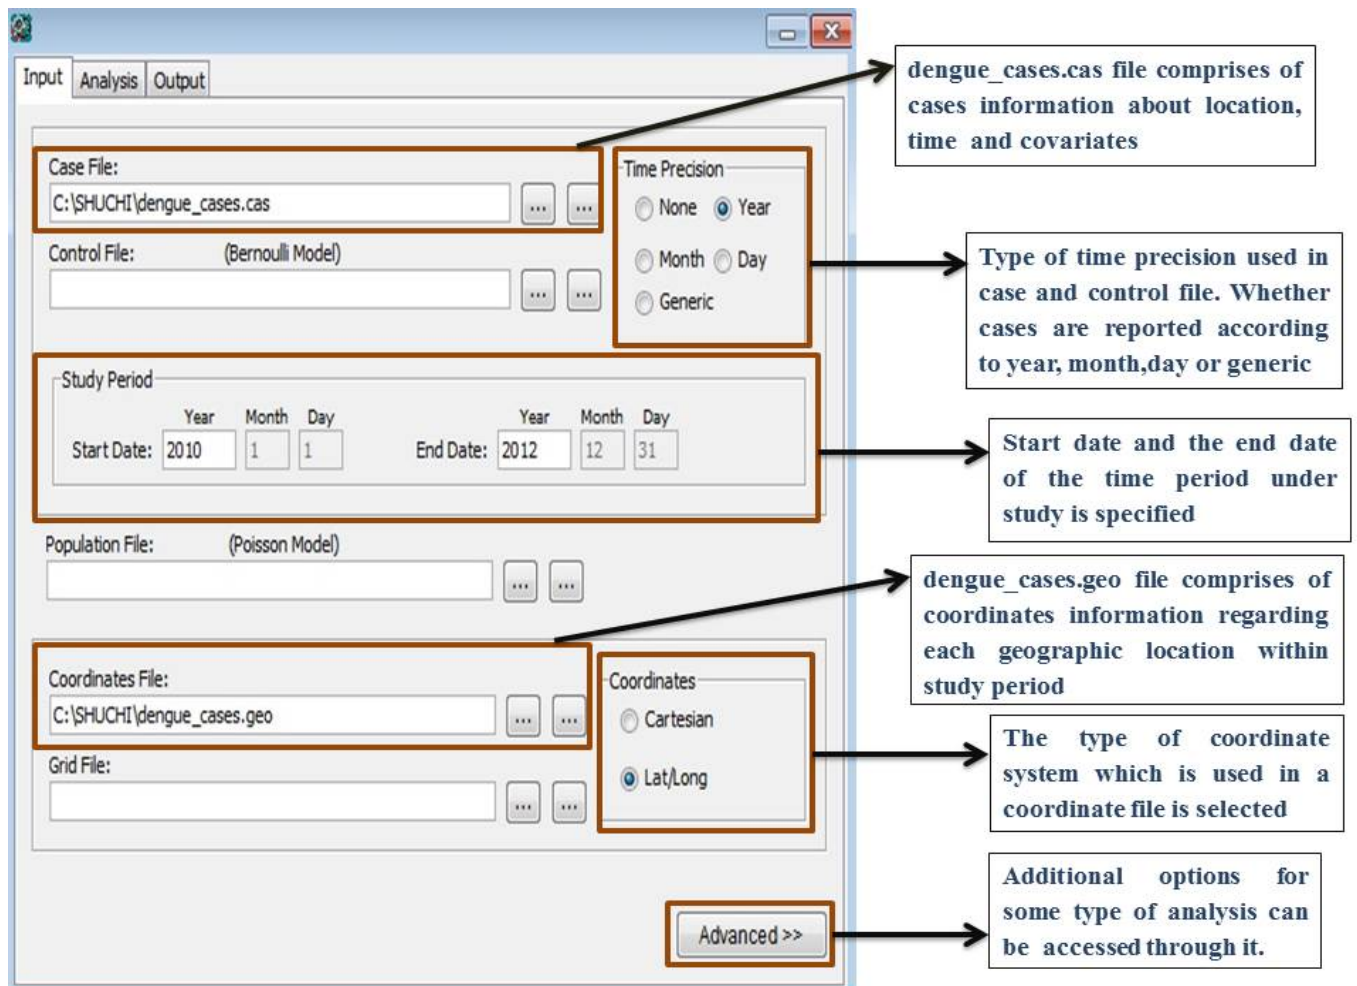 Input Analysis Output
Case File:
C:\SHUCHI\dengue_cases.cas
... ...
Time Precision
None Year
Month Day
Generic
Control File: (Bernoulli Model)
... ...
Study Period
Year Month Day Year Month Day
Start Date: 2010 1 1 End Date: 2012 12 31
Population File: (Poisson Model)
... ...
Coordinates File:
C:\SHUCHI\dengue_cases.geo
... ...
Coordinates
Cartesian
Lat/Long
Grid File:
... ...
Advanced >>
dengue_cases.cas file comprises of
cases information about location,
time and covariates
Type of time precision used in
case and control file. Whether
cases are reported according
to year, month,day or generic
Start date and the end date
of the time period under
study is specified
dengue_cases.geo file comprises of
coordinates information regarding
each geographic location within
study period
The type of coordinate
system which is used in a
coordinate file is selected
Additional options for
some type of analysis can
be accessed through it.